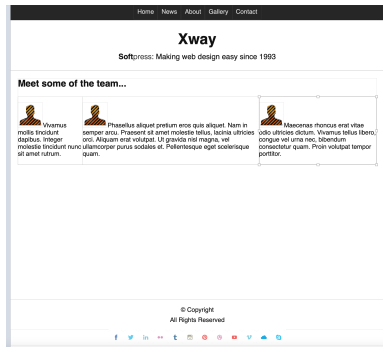 Home News About Gallery Contact
Xway
Softpress: Making web design easy since 1993
Meet some of the team...
Vivamus
mollis tincidunt
dapibus. Integer
molestie tincidunt nunc
sit amet rutrum.
Phasellus aliquet pretium eros quis aliquet. Nam in
semper arcu. Praesent sit amet molestie tellus, lacinia ultricies
orci. Aliquam erat volutpat. Ut gravida nisl magna, vel
ullamcorper purus sodales et. Pellentesque eget scelerisque
quam.
Maecenas rhoncus erat vitae
odio ultricies dictum. Vivamus tellus libero,
congue vel urna nec, bibendum
consectetur quam. Proin volutpat tempor
porttitor.
© Copyright
All Rights Reserved